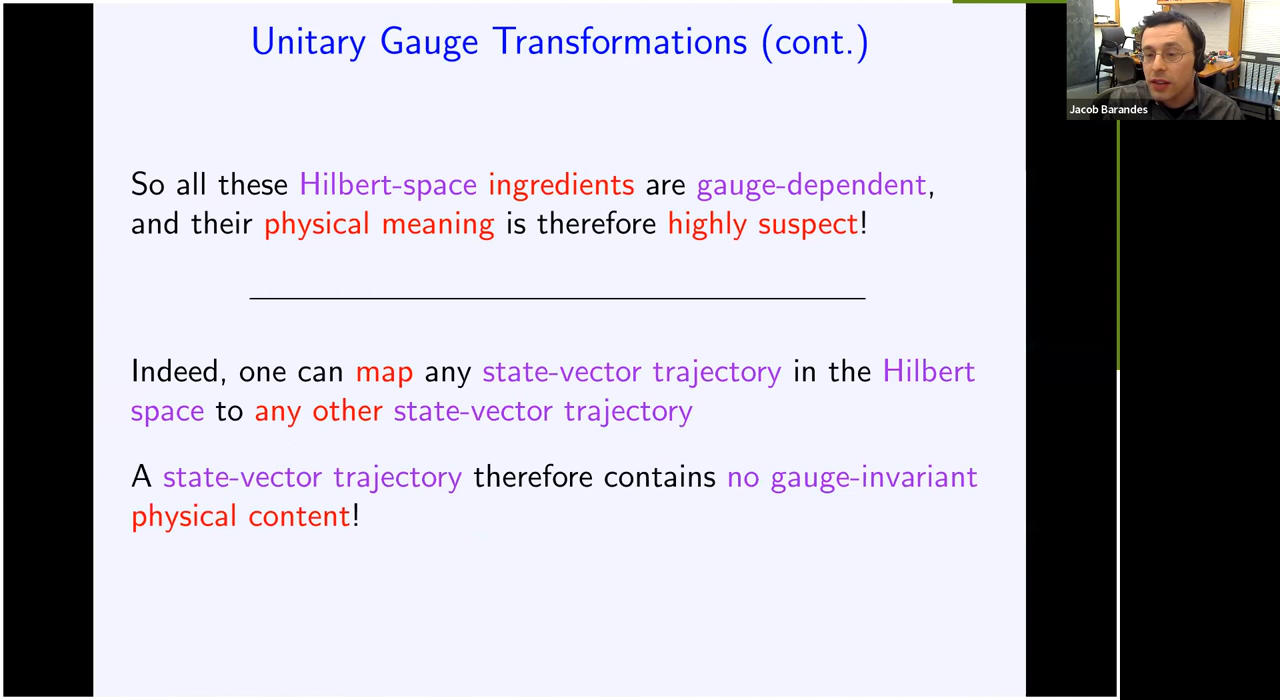 Unitary Gauge Transformations (cont.)
Jacob Barandes
So all these Hilbert-space ingredients are gauge-dependent,
and their physical meaning is therefore highly suspect!
Indeed, one can map any state-vector trajectory in the Hilbert
space to any other state-vector trajectory
A state-vector trajectory therefore contains no gauge-invariant
physical content!